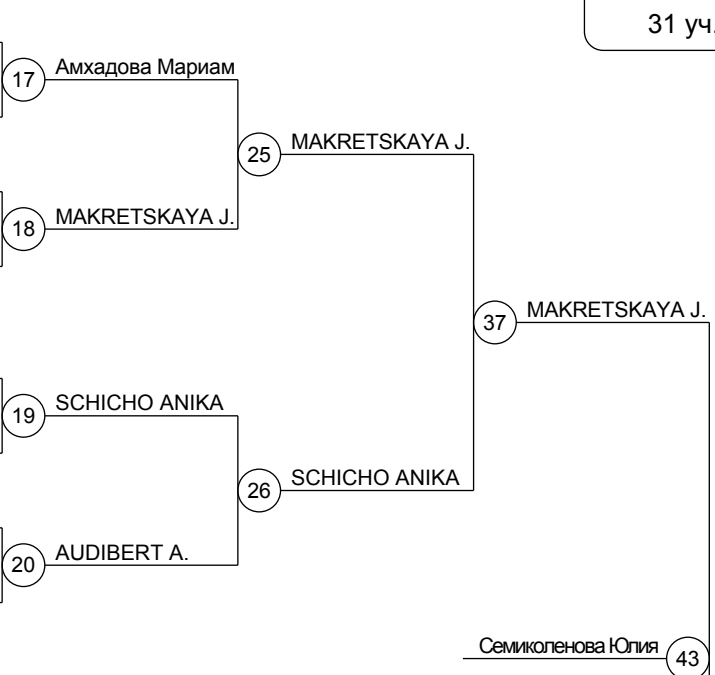 31 уч.
17 Амхадова Мариам
25 MAKRETSKAYA J.
18 MAKRETSKAYA J.
37 MAKRETSKAYA J.
19 SCHICHO ANIKA
26 SCHICHO ANIKA
20 AUDIBERT A.
Семиколенова Юлия 43